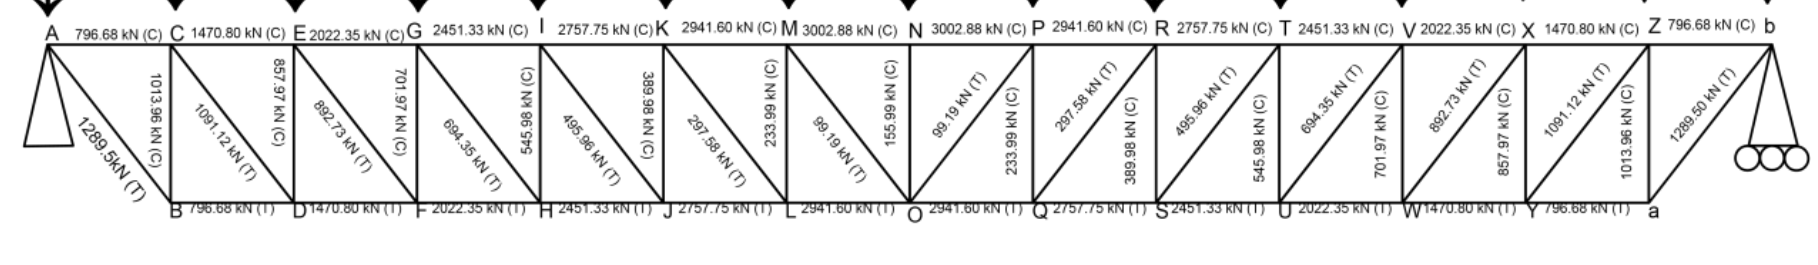 A 796.68 kN (C) C 1470.80 kN (C) E 2022.35 kN (C) G 2451.33 kN (C) I 2757.75 kN (C) K 2941.60 kN (C) M 3002.88 kN (C) N 3002.88 kN (C) P 2941.60 kN (C) R 2757.75 kN (C) T 2451.33 kN (C) V 2022.35 kN (C) X 1470.80 kN (C) Z 796.68 kN (C) b
1289.5kN (T)
1013.96 kN (C)
1091.12 kN (T)
857.97 kN (C)
892.73 kN (T)
701.97 kN (C)
694.35 kN (T)
545.98 kN (C)
495.96 kN (T)
389.98 kN (C)
297.58 kN (T)
233.99 kN (C)
99.19 kN (T)
155.99 kN (C)
99.19 kN (T)
233.99 kN (C)
297.58 kN (T)
389.98 kN (C)
495.96 kN (T)
545.98 kN (C)
694.35 kN (T)
701.97 kN (C)
892.73 kN (T)
857.97 kN (C)
1091.12 kN (T)
1013.96 kN (C)
1289.50 kN (T)
B 796.68 kN (T) D 1470.80 kN (T) F 2022.35 kN (T) H 2451.33 kN (T) J 2757.75 kN (T) L 2941.60 kN (T) O 2941.60 kN (T) Q 2757.75 kN (T) S 2451.33 kN (T) U 2022.35 kN (T) W 1470.80 kN (T) Y 796.68 kN (T) a